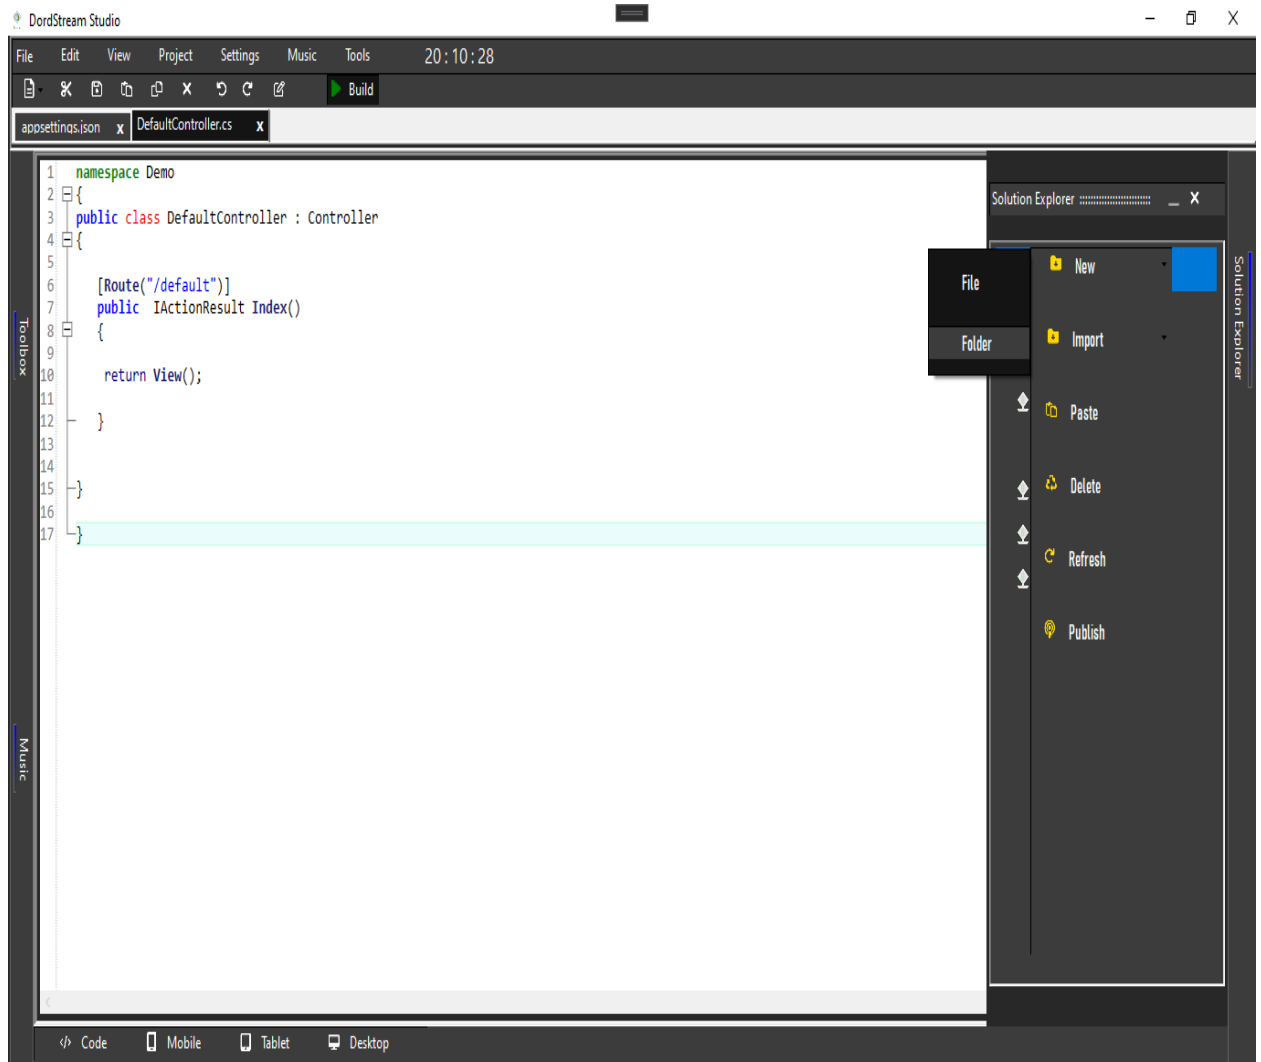 DordStream Studio
File Edit View Project Settings Music Tools 20:10:28
Build
appsettings.json x DefaultController.cs x
1 namespace Demo
2 {
3 public class DefaultController : Controller
4 {
5
6 [Route("/default")]
7 public IActionResult Index()
8 {
9
10 return View();
11
12 }
13
14
15 }
16
17 }
Toolbox
Music
Solution Explorer
File
Folder
New
Import
Paste
Delete
Refresh
Publish
Solution Explorer
Code Mobile Tablet Desktop